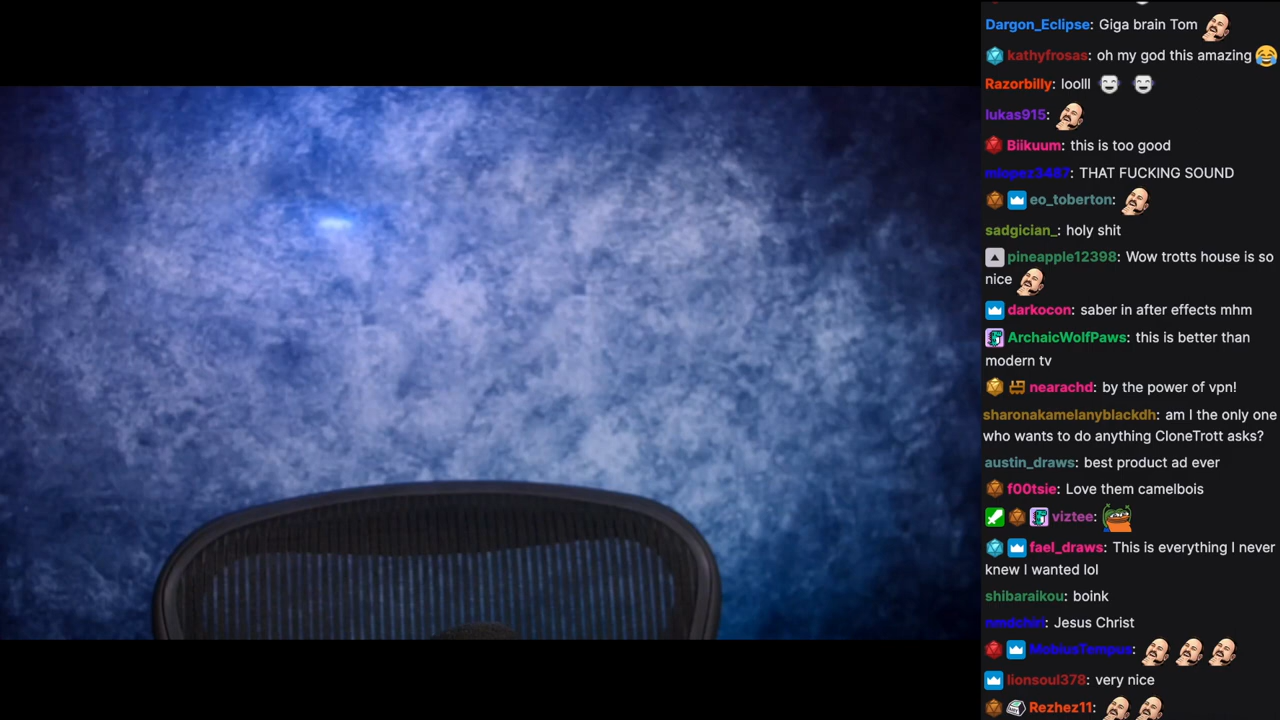 Dargon_Eclipse: Giga brain Tom
kathyfrosas: oh my god this amazing
Razorbilly: loolll
lukas915:
Biikuum: this is too good
mlopez3487: THAT FUCKING SOUND
eo_toberton:
sadgician_: holy shit
pineapple12398: Wow trotts house is so
nice
darkocon: saber in after effects mhm
ArchaicWolfPaws: this is better than
modern tv
nearachd: by the power of vpn!
sharonakamelanyblackdh: am I the only one
who wants to do anything CloneTrott asks?
austin_draws: best product ad ever
f00tsie: Love them camelbois
viztee:
fael_draws: This is everything I never
knew I wanted lol
shibaraikou: boink
nmdchirl: Jesus Christ
MobiusTempus:
lionsoul378: very nice
Rezhez11: